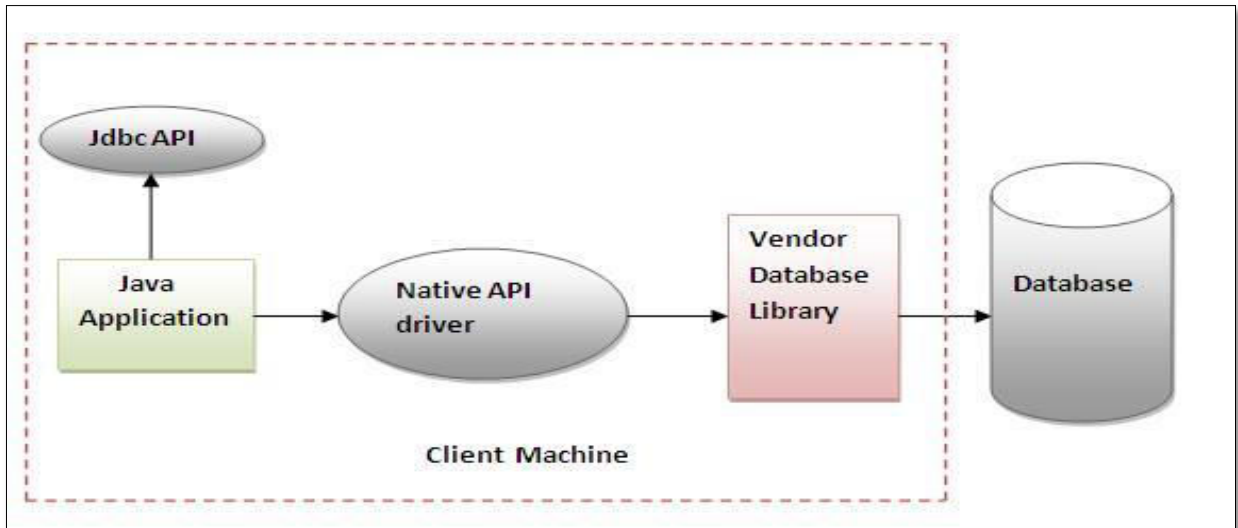 Jdbc API
Java
Application
Native API
driver
Vendor
Database
Library
Database
Client Machine